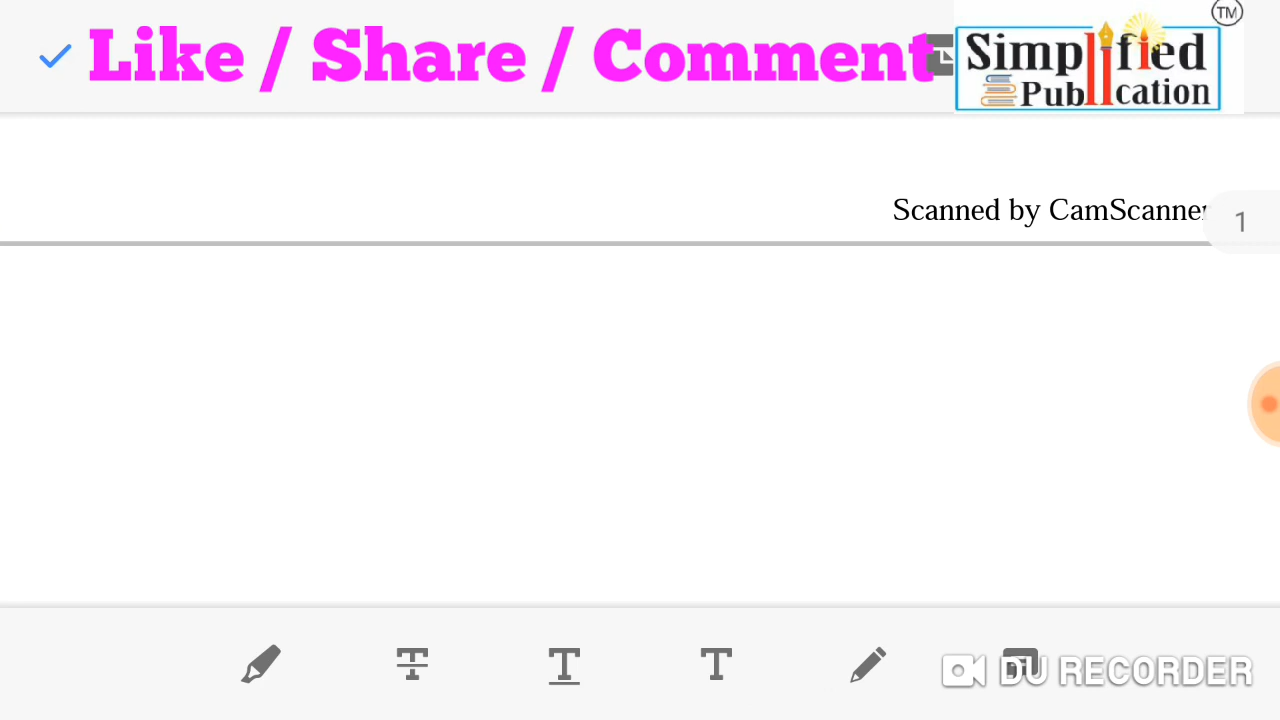 Like / Share / Comment
TM
Simplified
Publication
Scanned by CamScanner
1
T
T
T
DU RECORDER